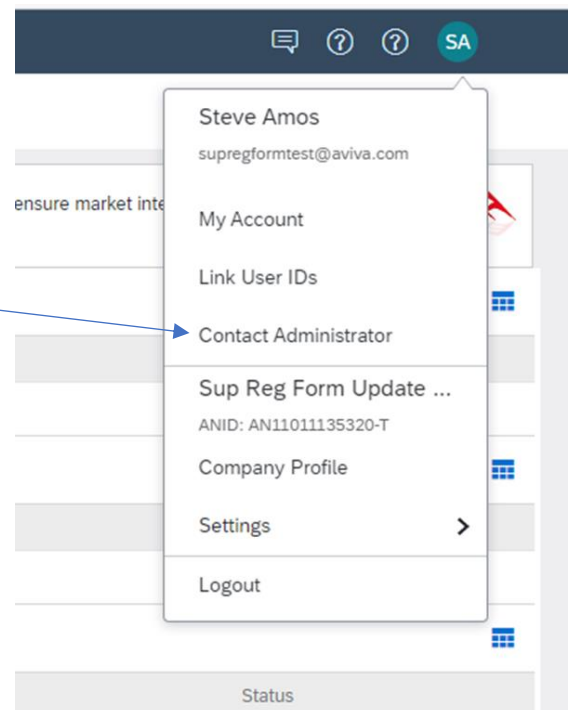 SA
Steve Amos
supregformtest@aviva.com
ensure market inte
My Account
Link User IDs
Contact Administrator
Sup Reg Form Update ...
ANID: AN11011135320-T
Company Profile
Settings
Logout
Status